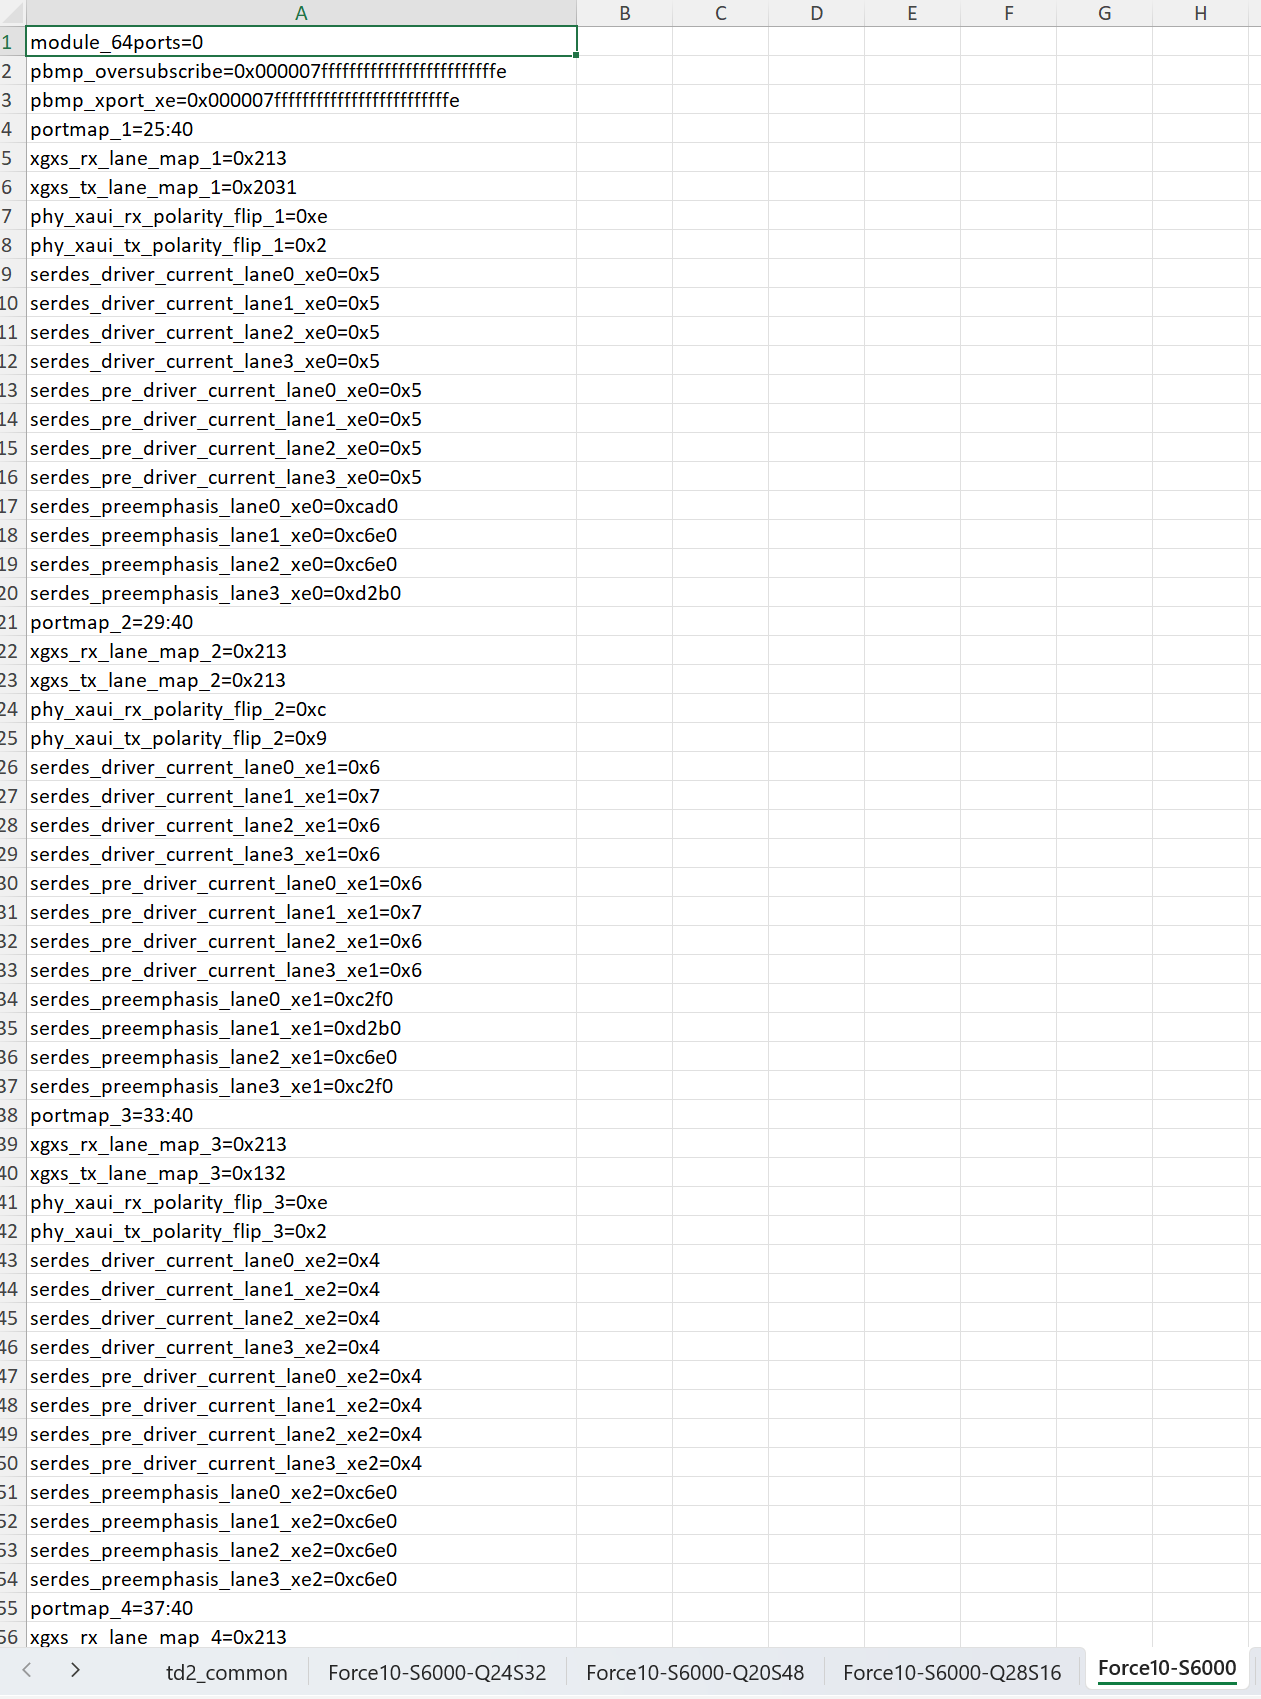 A B C D E F G H
1 module_64ports=0
2 pbmp_oversubscribe=0x000007fffffffffffffffffffffffffe
3 pbmp_xport_xe=0x000007fffffffffffffffffffffffffe
4 portmap_1=25:40
5 xgxs_rx_lane_map_1=0x213
6 xgxs_tx_lane_map_1=0x2031
7 phy_xaui_rx_polarity_flip_1=0xe
8 phy_xaui_tx_polarity_flip_1=0x2
9 serdes_driver_current_lane0_xe0=0x5
10 serdes_driver_current_lane1_xe0=0x5
11 serdes_driver_current_lane2_xe0=0x5
12 serdes_driver_current_lane3_xe0=0x5
13 serdes_pre_driver_current_lane0_xe0=0x5
14 serdes_pre_driver_current_lane1_xe0=0x5
15 serdes_pre_driver_current_lane2_xe0=0x5
16 serdes_pre_driver_current_lane3_xe0=0x5
17 serdes_preemphasis_lane0_xe0=0xcad0
18 serdes_preemphasis_lane1_xe0=0xc6e0
19 serdes_preemphasis_lane2_xe0=0xc6e0
20 serdes_preemphasis_lane3_xe0=0xd2b0
21 portmap_2=29:40
22 xgxs_rx_lane_map_2=0x213
23 xgxs_tx_lane_map_2=0x213
24 phy_xaui_rx_polarity_flip_2=0xc
25 phy_xaui_tx_polarity_flip_2=0x9
26 serdes_driver_current_lane0_xe1=0x6
27 serdes_driver_current_lane1_xe1=0x7
28 serdes_driver_current_lane2_xe1=0x6
29 serdes_driver_current_lane3_xe1=0x6
30 serdes_pre_driver_current_lane0_xe1=0x6
31 serdes_pre_driver_current_lane1_xe1=0x7
32 serdes_pre_driver_current_lane2_xe1=0x6
33 serdes_pre_driver_current_lane3_xe1=0x6
34 serdes_preemphasis_lane0_xe1=0xc2f0
35 serdes_preemphasis_lane1_xe1=0xd2b0
36 serdes_preemphasis_lane2_xe1=0xc6e0
37 serdes_preemphasis_lane3_xe1=0xc2f0
38 portmap_3=33:40
39 xgxs_rx_lane_map_3=0x213
40 xgxs_tx_lane_map_3=0x132
41 phy_xaui_rx_polarity_flip_3=0xe
42 phy_xaui_tx_polarity_flip_3=0x2
43 serdes_driver_current_lane0_xe2=0x4
44 serdes_driver_current_lane1_xe2=0x4
45 serdes_driver_current_lane2_xe2=0x4
46 serdes_driver_current_lane3_xe2=0x4
47 serdes_pre_driver_current_lane0_xe2=0x4
48 serdes_pre_driver_current_lane1_xe2=0x4
49 serdes_pre_driver_current_lane2_xe2=0x4
50 serdes_pre_driver_current_lane3_xe2=0x4
51 serdes_preemphasis_lane0_xe2=0xc6e0
52 serdes_preemphasis_lane1_xe2=0xc6e0
53 serdes_preemphasis_lane2_xe2=0xc6e0
54 serdes_preemphasis_lane3_xe2=0xc6e0
55 portmap_4=37:40
56 xgxs_rx_lane_map_4=0x213
td2_common Force10-S6000-Q24S32 Force10-S6000-Q20S48 Force10-S6000-Q28S16 Force10-S6000